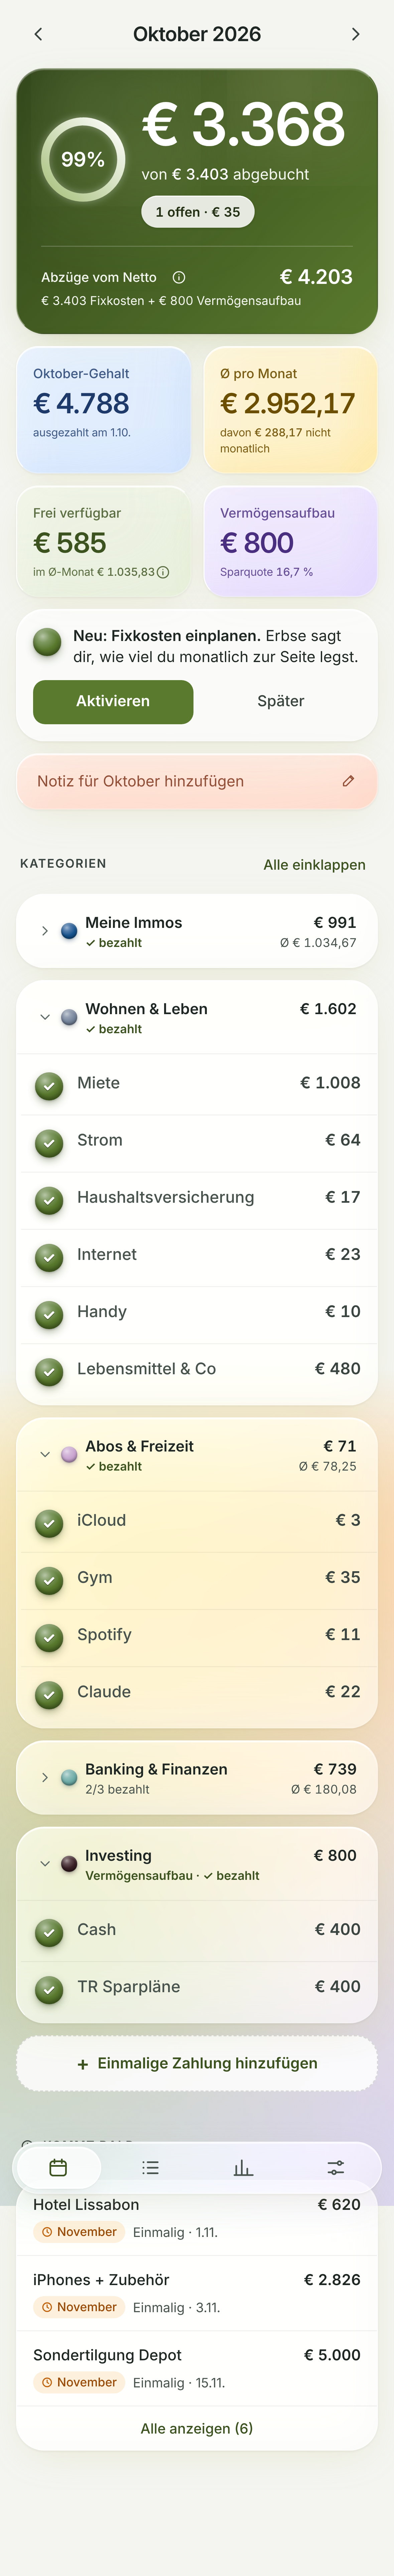 Oktober 2026
99%
€ 3.368
von € 3.403 abgebucht
1 offen · € 35
Abzüge vom Netto
€ 4.203
€ 3.403 Fixkosten + € 800 Vermögensaufbau
Oktober-Gehalt
€ 4.788
ausgezahlt am 1.10.
Ø pro Monat
€ 2.952,17
davon € 288,17 nicht
monatlich
Frei verfügbar
€ 585
im Ø-Monat € 1.035,83
Vermögensaufbau
€ 800
Sparquote 16,7 %
Neu: Fixkosten einplanen. Erbse sagt
dir, wie viel du monatlich zur Seite legst.
Aktivieren
Später
Notiz für Oktober hinzufügen
KATEGORIEN
Alle einklappen
Meine Immos
€ 991
✓ bezahlt
Ø € 1.034,67
Wohnen & Leben
€ 1.602
✓ bezahlt
Miete
€ 1.008
Strom
€ 64
Haushaltsversicherung
€ 17
Internet
€ 23
Handy
€ 10
Lebensmittel & Co
€ 480
Abos & Freizeit
€ 71
✓ bezahlt
Ø € 78,25
iCloud
€ 3
Gym
€ 35
Spotify
€ 11
Claude
€ 22
Banking & Finanzen
€ 739
2/3 bezahlt
Ø € 180,08
Investing
€ 800
Vermögensaufbau · ✓ bezahlt
Cash
€ 400
TR Sparpläne
€ 400
+ Einmalige Zahlung hinzufügen
Hotel Lissabon
€ 620
November
Einmalig · 1.11.
iPhones + Zubehör
€ 2.826
November
Einmalig · 3.11.
Sondertilgung Depot
€ 5.000
November
Einmalig · 15.11.
Alle anzeigen (6)